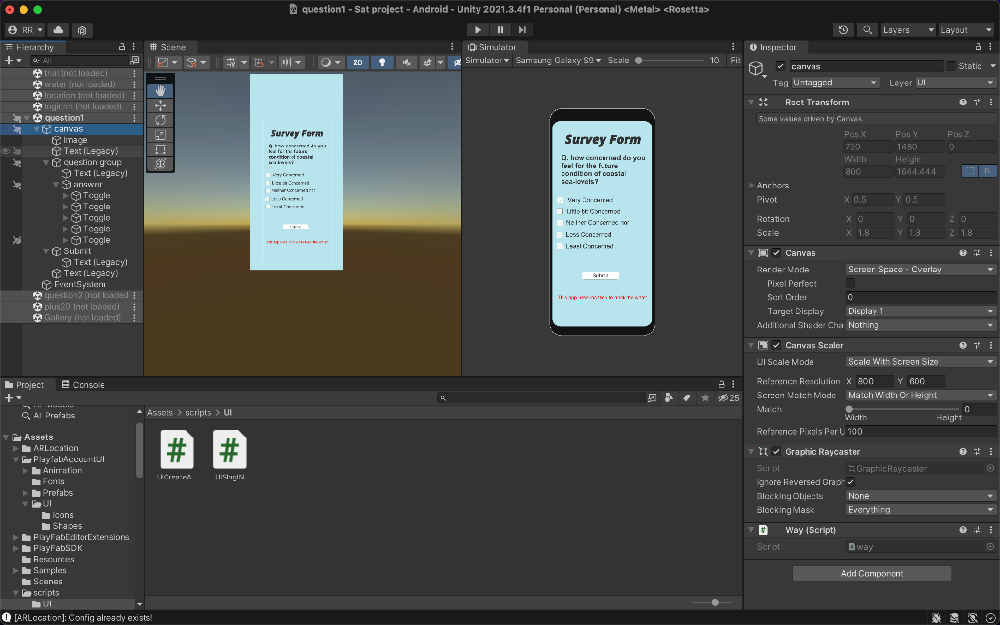 question1 - Sat project - Android - Unity 2021.3.4f1 Personal (Personal) <Metal> <Rosetta>
RR
Layers
Layout
Hierarchy
All
trial (not loaded)
water (not loaded)
location (not loaded)
loginnn (not loaded)
question1
canvas
Image
Text (Legacy)
question group
Text (Legacy)
answer
Toggle
Toggle
Toggle
Toggle
Toggle
Submit
Text (Legacy)
Text (Legacy)
EventSystem
question2 (not loaded
plus20 (not loaded)
Gallery (not loaded)
Scene
2D
Survey Form
Q. how concerned do you
feel for the future
condition of coastal
sea-levels?
Very Concerned
Little bit Concerned
Neither Concerned nor
Less Concerned
Least Concerned
Submit
This app uses location to track the water
Simulator
Simulator
Samsung Galaxy S9
Scale
10
Fit
Survey Form
Q. how concerned do you
feel for the future
condition of coastal
sea-levels?
Very Concerned
Little bit Concerned
Neither Concerned nor
Less Concerned
Least Concerned
Submit
This app uses location to track the water
Inspector
canvas
Static
Tag Untagged
Layer UI
Rect Transform
Some values driven by Canvas.
Pos X Pos Y Pos Z
720 1480 0
Width Height
800 1644.444
R
Anchors
Pivot X 0.5 Y 0.5
Rotation X 0 Y 0 Z 0
Scale X 1.8 Y 1.8 Z 1.8
Canvas
Render Mode Screen Space - Overlay
Pixel Perfect
Sort Order 0
Target Display Display 1
Additional Shader Cha Nothing
Canvas Scaler
UI Scale Mode Scale With Screen Size
Reference Resolution X 800 Y 600
Screen Match Mode Match Width Or Height
Match 0
Width Height
Reference Pixels Per U 100
Graphic Raycaster
Script GraphicRaycaster
Ignore Reversed Graph
Blocking Objects None
Blocking Mask Everything
Way (Script)
Script way
Add Component
Project
Console
25
All Models
All Prefabs
Assets
ARLocation
PlayfabAccountUI
Animation
Fonts
Prefabs
UI
Icons
Shapes
PlayFabEditorExtensions
PlayFabSDK
Resources
Samples
Scenes
scripts
UI
Assets > scripts > UI
UICreateA...
UISIngIN
[ARLocation]: Config already exists!